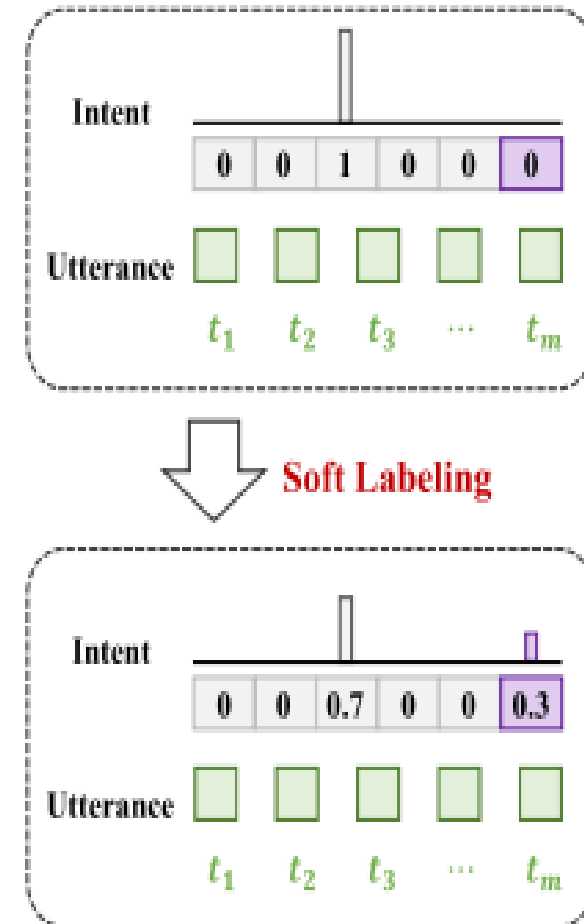 Intent
0 0 1 0 0 0
Utterance
t₁ t₂ t₃ ... tₘ
Soft Labeling
Intent
0 0 0.7 0 0 0.3
Utterance
t₁ t₂ t₃ ... tₘ